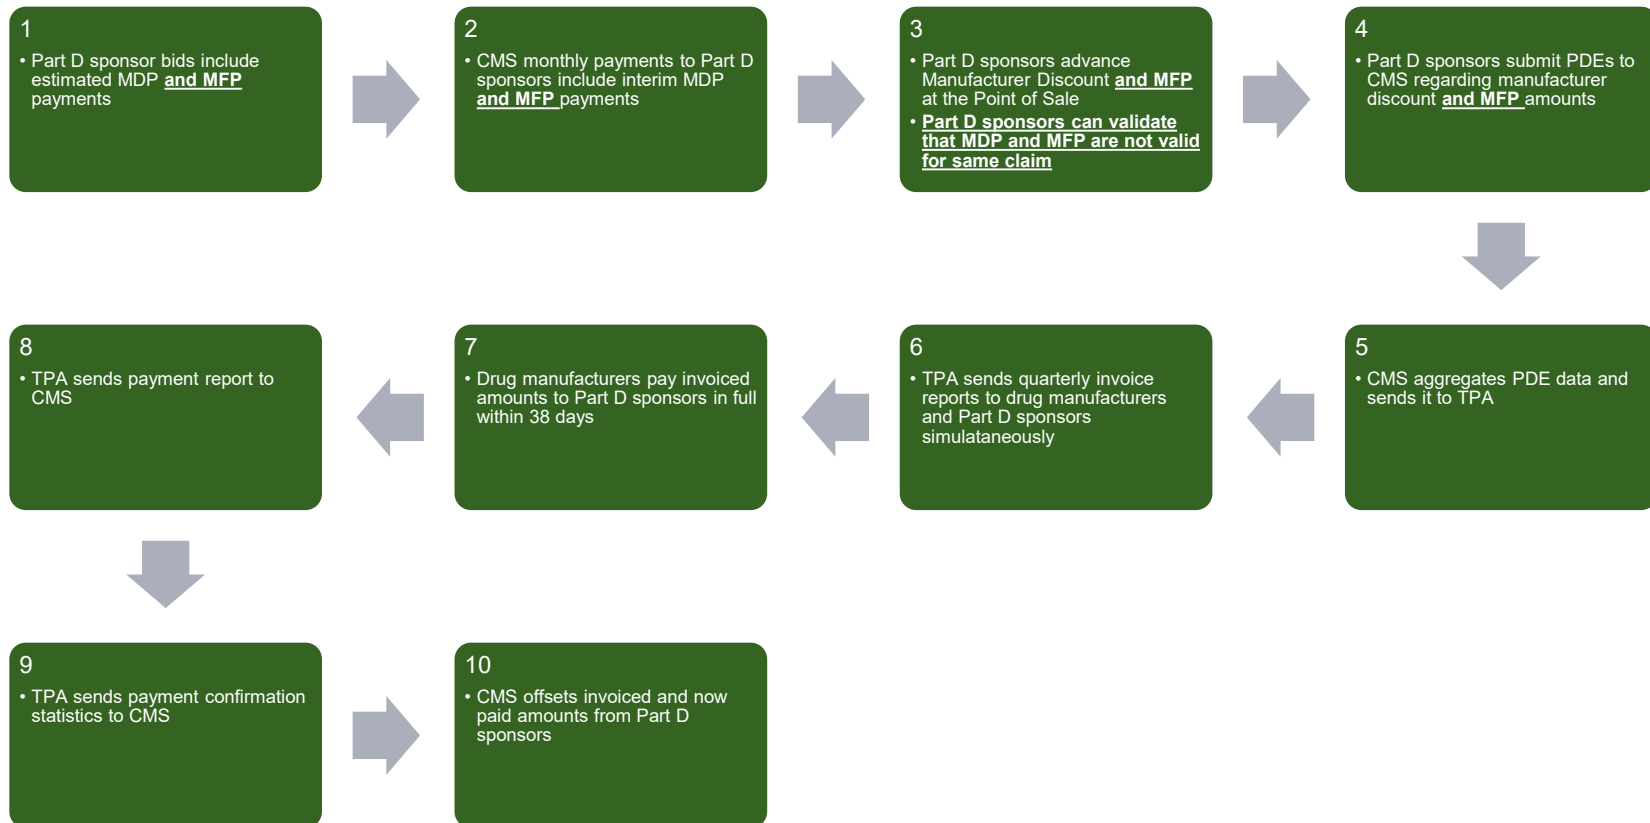 1
• Part D sponsor bids include
estimated MDP and MFP
payments
2
• CMS monthly payments to Part D
sponsors include interim MDP
and MFP payments
3
• Part D sponsors advance
Manufacturer Discount and MFP
at the Point of Sale
• Part D sponsors can validate
that MDP and MFP are not valid
for same claim
4
• Part D sponsors submit PDEs to
CMS regarding manufacturer
discount and MFP amounts
5
• CMS aggregates PDE data and
sends it to TPA
6
• TPA sends quarterly invoice
reports to drug manufacturers
and Part D sponsors
simulataneously
7
• Drug manufacturers pay invoiced
amounts to Part D sponsors in full
within 38 days
8
• TPA sends payment report to
CMS
9
• TPA sends payment confirmation
statistics to CMS
10
• CMS offsets invoiced and now
paid amounts from Part D
sponsors